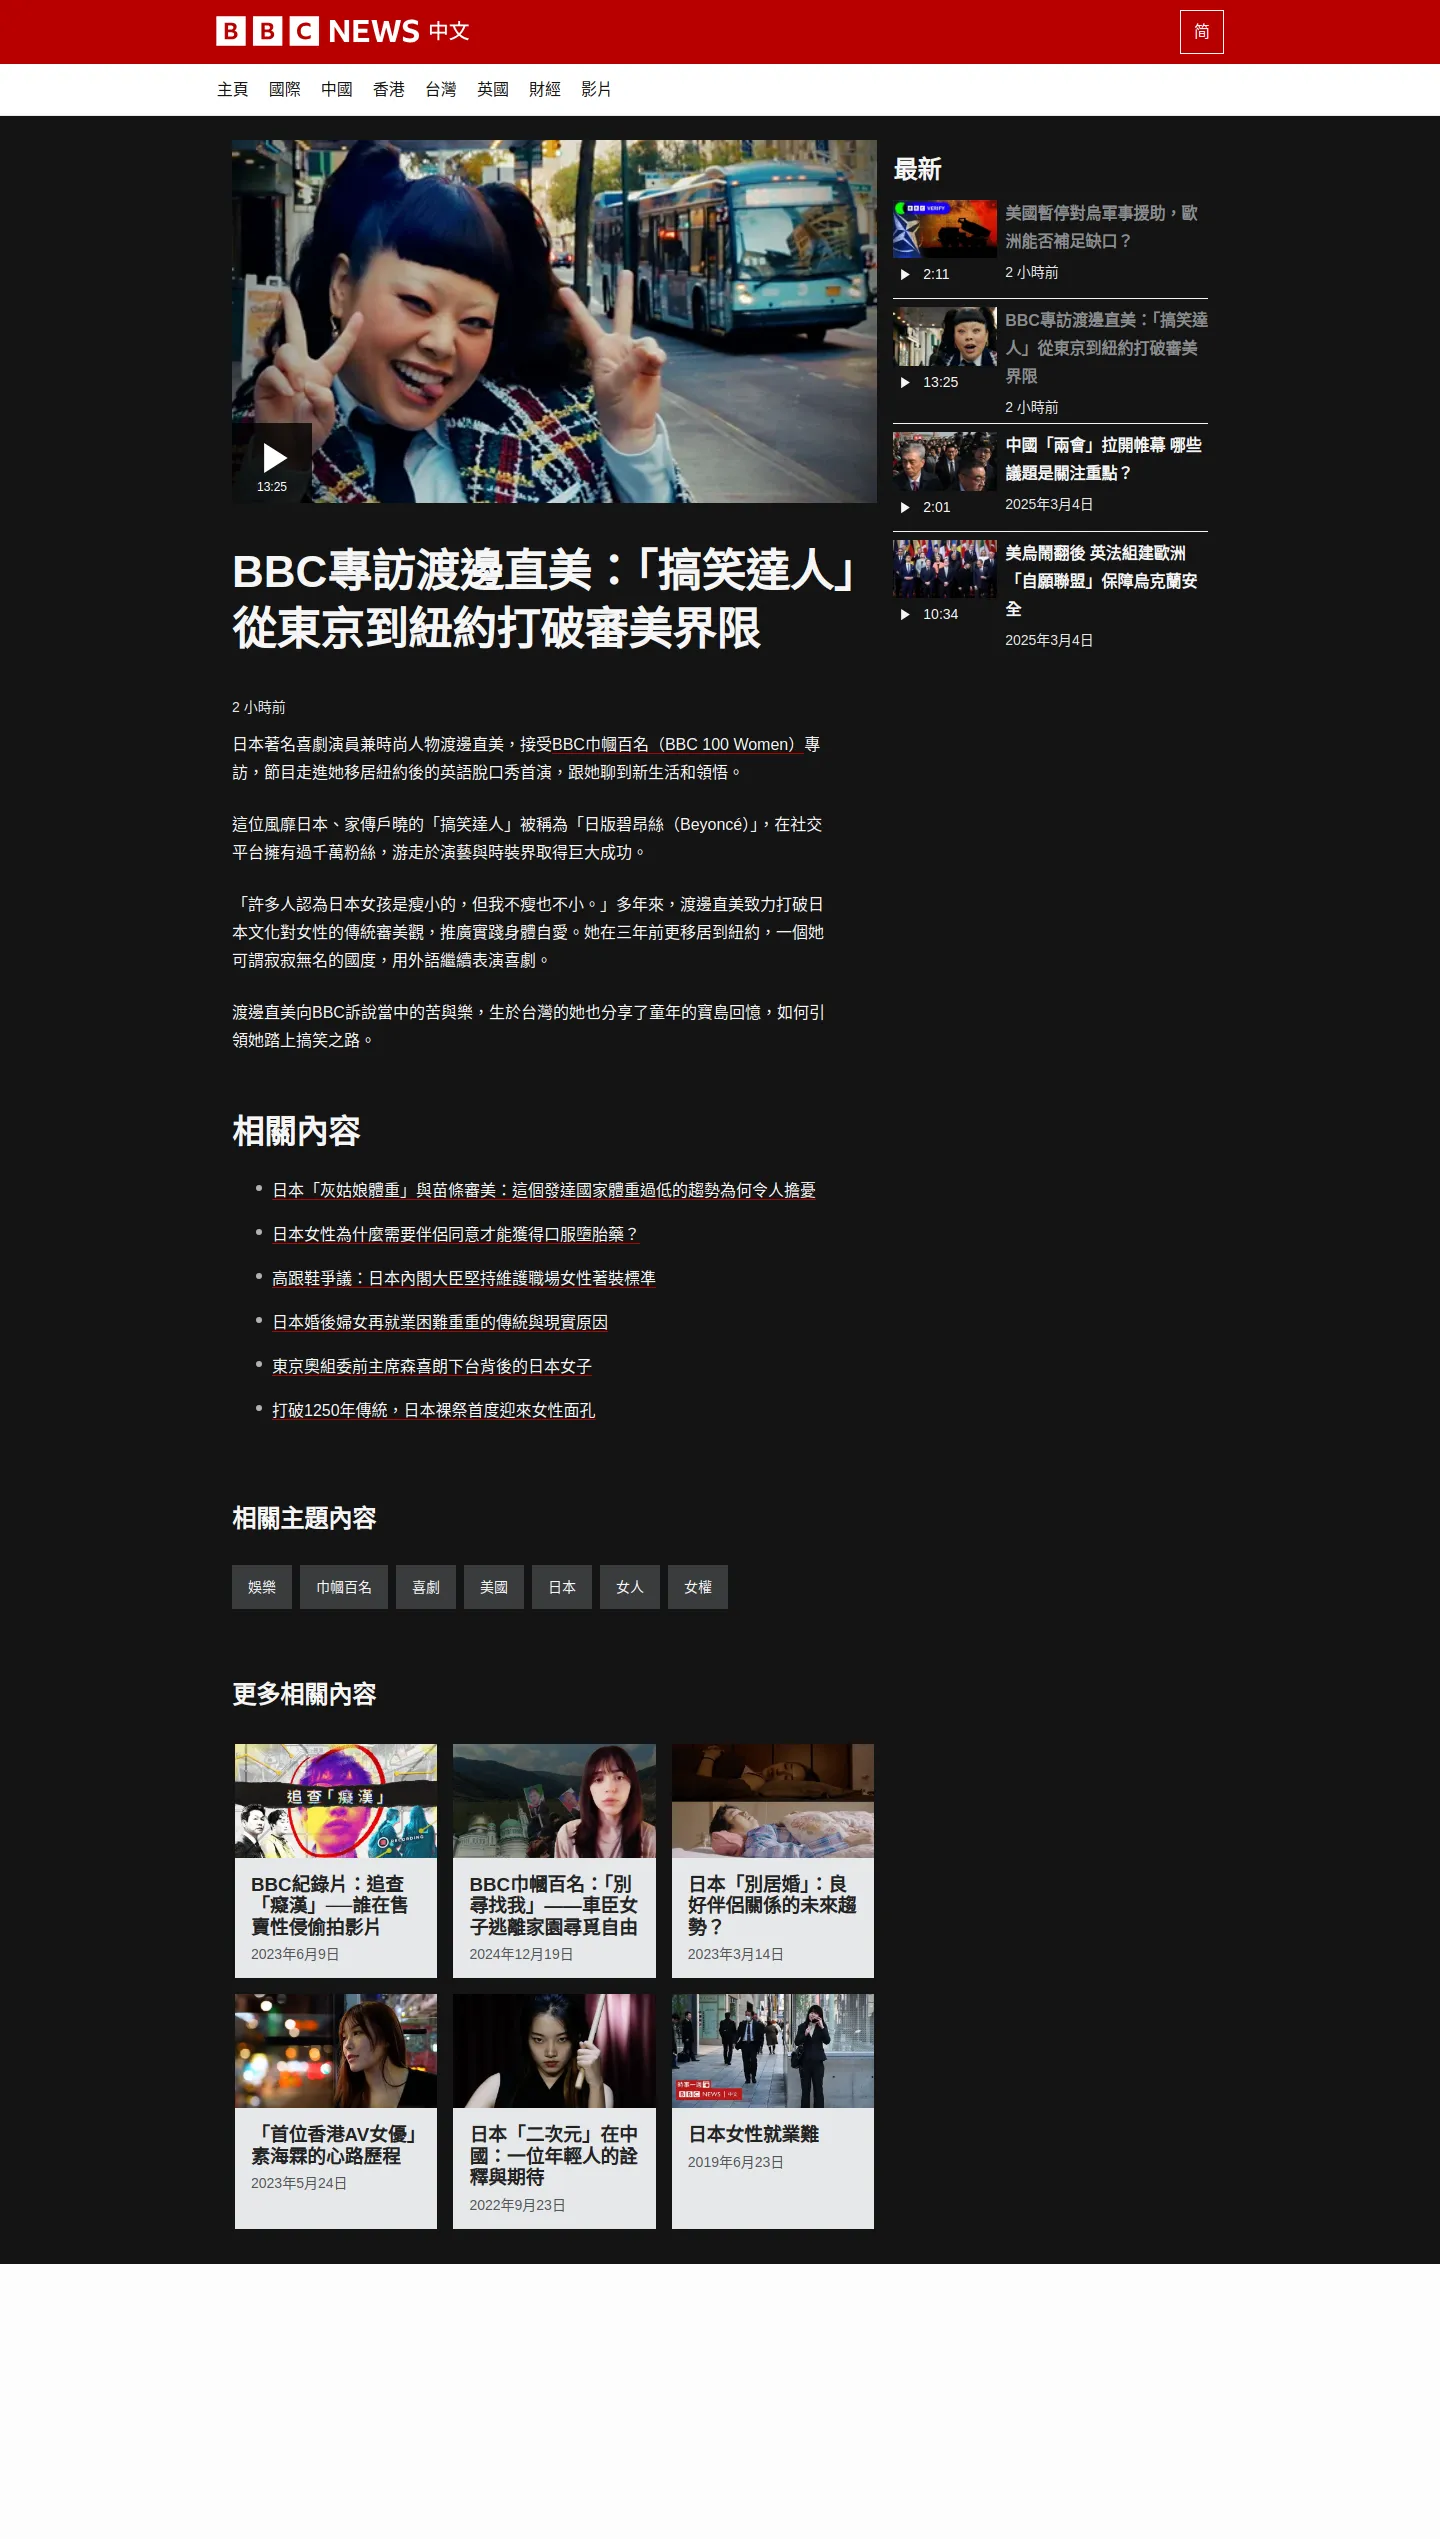 BBC NEWS 中文
简
主頁 國際 中國 香港 台灣 英國 財經 影片
13:25
BBC專訪渡邊直美：「搞笑達人」
從東京到紐約打破審美界限
2 小時前
日本著名喜劇演員兼時尚人物渡邊直美，接受BBC巾幗百名（BBC 100 Women）專
訪，節目走進她移居紐約後的英語脫口秀首演，跟她聊到新生活和領悟。
這位風靡日本、家傳戶曉的「搞笑達人」被稱為「日版碧昂絲（Beyoncé）」，在社交
平台擁有過千萬粉絲，游走於演藝與時裝界取得巨大成功。
「許多人認為日本女孩是瘦小的，但我不瘦也不小。」多年來，渡邊直美致力打破日
本文化對女性的傳統審美觀，推廣實踐身體自愛。她在三年前更移居到紐約，一個她
可謂寂寂無名的國度，用外語繼續表演喜劇。
渡邊直美向BBC訴說當中的苦與樂，生於台灣的她也分享了童年的寶島回憶，如何引
領她踏上搞笑之路。
相關內容
日本「灰姑娘體重」與苗條審美：這個發達國家體重過低的趨勢為何令人擔憂
日本女性為什麼需要伴侶同意才能獲得口服墮胎藥？
高跟鞋爭議：日本內閣大臣堅持維護職場女性著裝標凖
日本婚後婦女再就業困難重重的傳統與現實原因
東京奧組委前主席森喜朗下台背後的日本女子
打破1250年傳統，日本裸祭首度迎來女性面孔
相關主題內容
娛樂 巾幗百名 喜劇 美國 日本 女人 女權
更多相關內容
追查「癡漢」
RECORDING
BBC紀錄片：追查
「癡漢」──誰在售
賣性侵偷拍影片
2023年6月9日
BBC巾幗百名：「別
尋找我」——車臣女
子逃離家園尋覓自由
2024年12月19日
日本「別居婚」：良
好伴侶關係的未來趨
勢？
2023年3月14日
「首位香港AV女優」
素海霖的心路歷程
2023年5月24日
日本「二次元」在中
國：一位年輕人的詮
釋與期待
2022年9月23日
時事一週
BBC NEWS | 中文
日本女性就業難
2019年6月23日
最新
BBC VERIFY
美國暫停對烏軍事援助，歐
洲能否補足缺口？
2:11
2 小時前
BBC專訪渡邊直美：「搞笑達
人」從東京到紐約打破審美
界限
13:25
2 小時前
中國「兩會」拉開帷幕 哪些
議題是關注重點？
2:01
2025年3月4日
美烏鬧翻後 英法組建歐洲
「自願聯盟」保障烏克蘭安
全
10:34
2025年3月4日